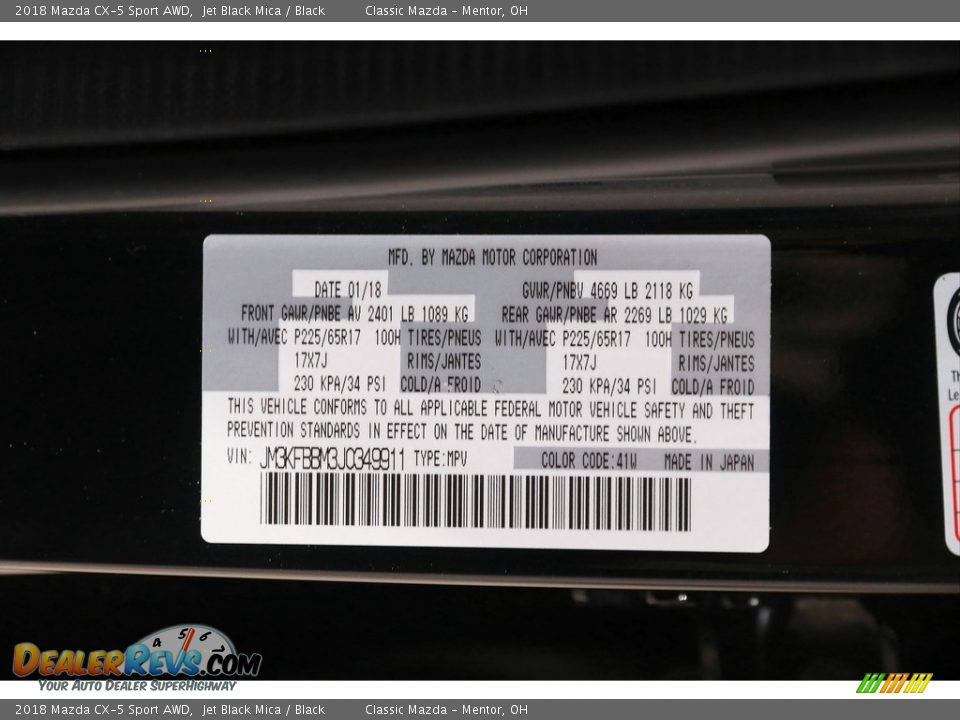 2018 Mazda CX-5 Sport AWD, Jet Black Mica / Black Classic Mazda - Mentor, OH
MFD. BY MAZDA MOTOR CORPORATION
DATE 01/18 GVWR/PNBV 4669 LB 2118 KG
FRONT GAWR/PNBE AV 2401 LB 1089 KG REAR GAWR/PNBE AR 2269 LB 1029 KG
WITH/AVEC P225/65R17 100H TIRES/PNEUS WITH/AVEC P225/65R17 100H TIRES/PNEUS
17X7J RIMS/JANTES 17X7J RIMS/JANTES
230 KPA/34 PSI COLD/A FROID 230 KPA/34 PSI COLD/A FROID
THIS VEHICLE CONFORMS TO ALL APPLICABLE FEDERAL MOTOR VEHICLE SAFETY AND THEFT
PREVENTION STANDARDS IN EFFECT ON THE DATE OF MANUFACTURE SHOWN ABOVE.
VIN: JM3KFBBM3J0349911 TYPE:MPV COLOR CODE:41W MADE IN JAPAN
Th
Le
4 5 6 7
DealerRevs.com
Your Auto Dealer SuperHighway
2018 Mazda CX-5 Sport AWD, Jet Black Mica / Black Classic Mazda - Mentor, OH